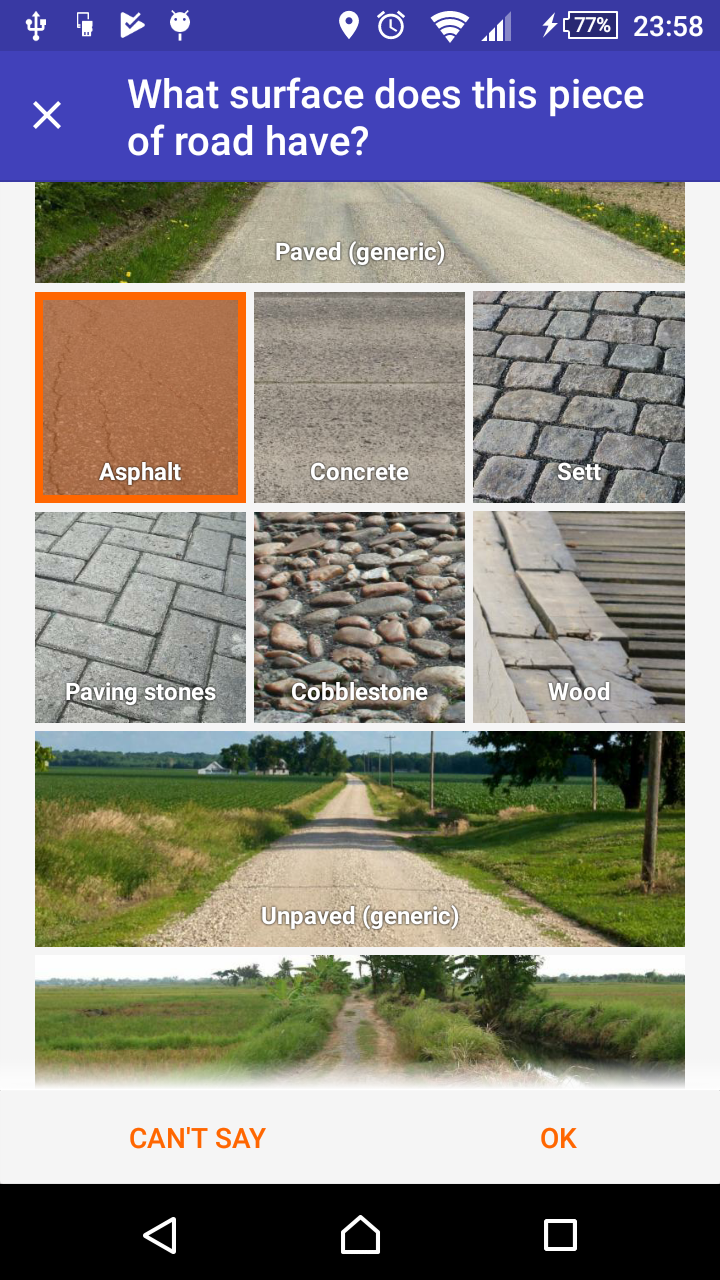 77%
23:58
What surface does this piece
of road have?
Paved (generic)
Asphalt
Concrete
Sett
Paving stones
Cobblestone
Wood
Unpaved (generic)
CAN'T SAY
OK